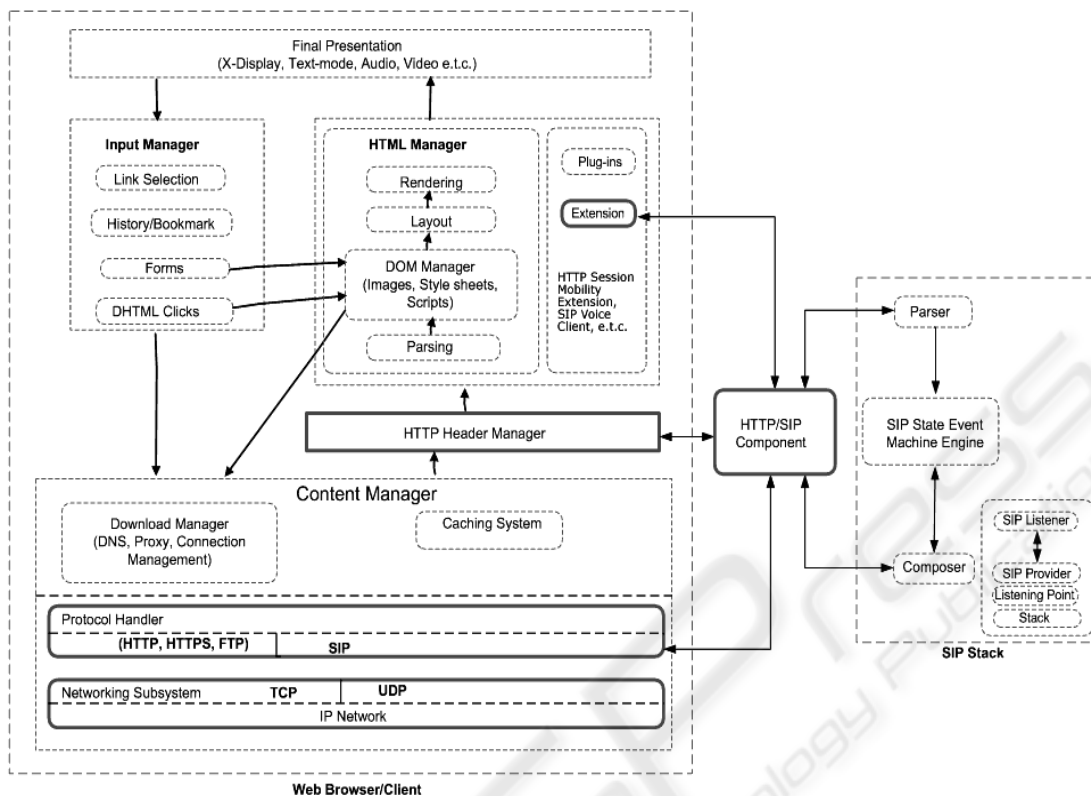 Final Presentation
(X-Display, Text-mode, Audio, Video e.t.c.)
Input Manager
Link Selection
History/Bookmark
Forms
DHTML Clicks
HTML Manager
Rendering
Layout
DOM Manager
(Images, Style sheets,
Scripts)
Parsing
Plug-ins
Extension
HTTP Session
Mobility
Extension,
SIP Voice
Client, e.t.c.
HTTP Header Manager
HTTP/SIP
Component
Parser
SIP State Event
Machine Engine
Composer
SIP Listener
SIP Provider
Listening Point
Stack
SIP Stack
Content Manager
Download Manager
(DNS, Proxy, Connection
Management)
Caching System
Protocol Handler
(HTTP, HTTPS, FTP)
SIP
Networking Subsystem
TCP
UDP
IP Network
Web Browser/Client